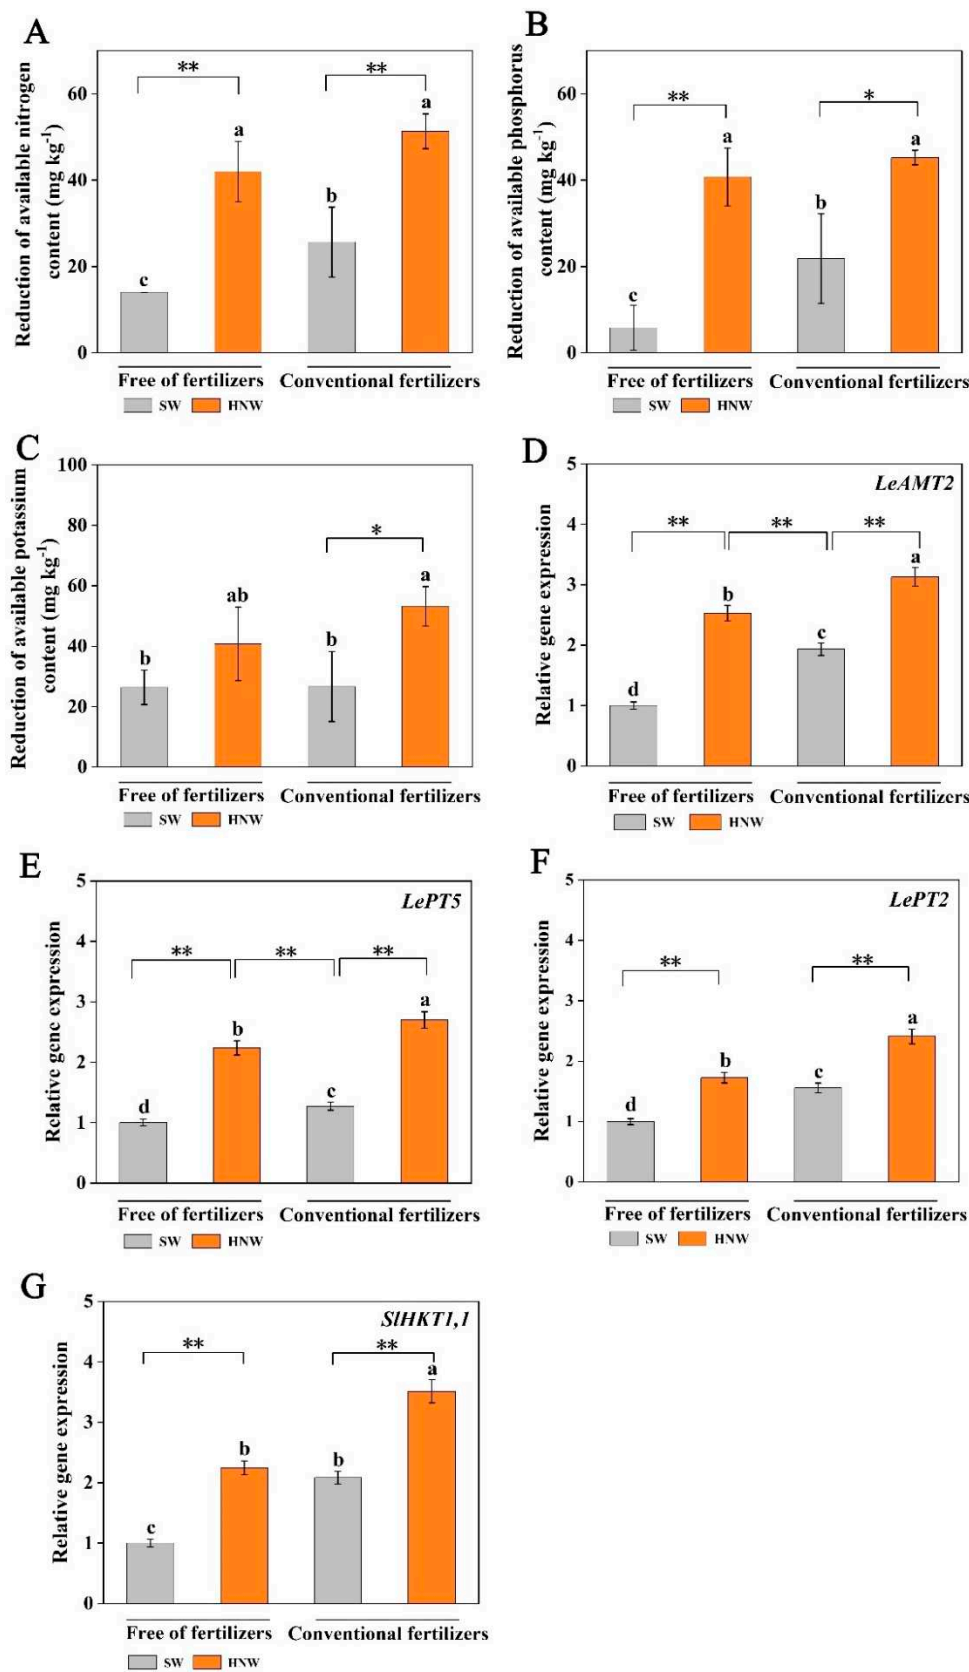 A
Reduction of available nitrogen
content (mg kg⁻¹)
60
40
20
0
**
**
c
a
b
a
Free of fertilizers
Conventional fertilizers
SW
HNW
B
Reduction of available phosphorus
content (mg kg⁻¹)
60
40
20
0
**
*
c
a
b
a
Free of fertilizers
Conventional fertilizers
SW
HNW
C
Reduction of available potassium
content (mg kg⁻¹)
100
80
60
40
20
0
*
b
ab
b
a
Free of fertilizers
Conventional fertilizers
SW
HNW
D
LeAMT2
Relative gene expression
5
4
3
2
1
0
**
**
**
d
b
c
a
Free of fertilizers
Conventional fertilizers
SW
HNW
E
LePT5
Relative gene expression
5
4
3
2
1
0
**
**
**
d
b
c
a
Free of fertilizers
Conventional fertilizers
SW
HNW
F
LePT2
Relative gene expression
5
4
3
2
1
0
**
**
d
b
c
a
Free of fertilizers
Conventional fertilizers
SW
HNW
G
SlHKT1,1
Relative gene expression
5
4
3
2
1
0
**
**
c
b
b
a
Free of fertilizers
Conventional fertilizers
SW
HNW